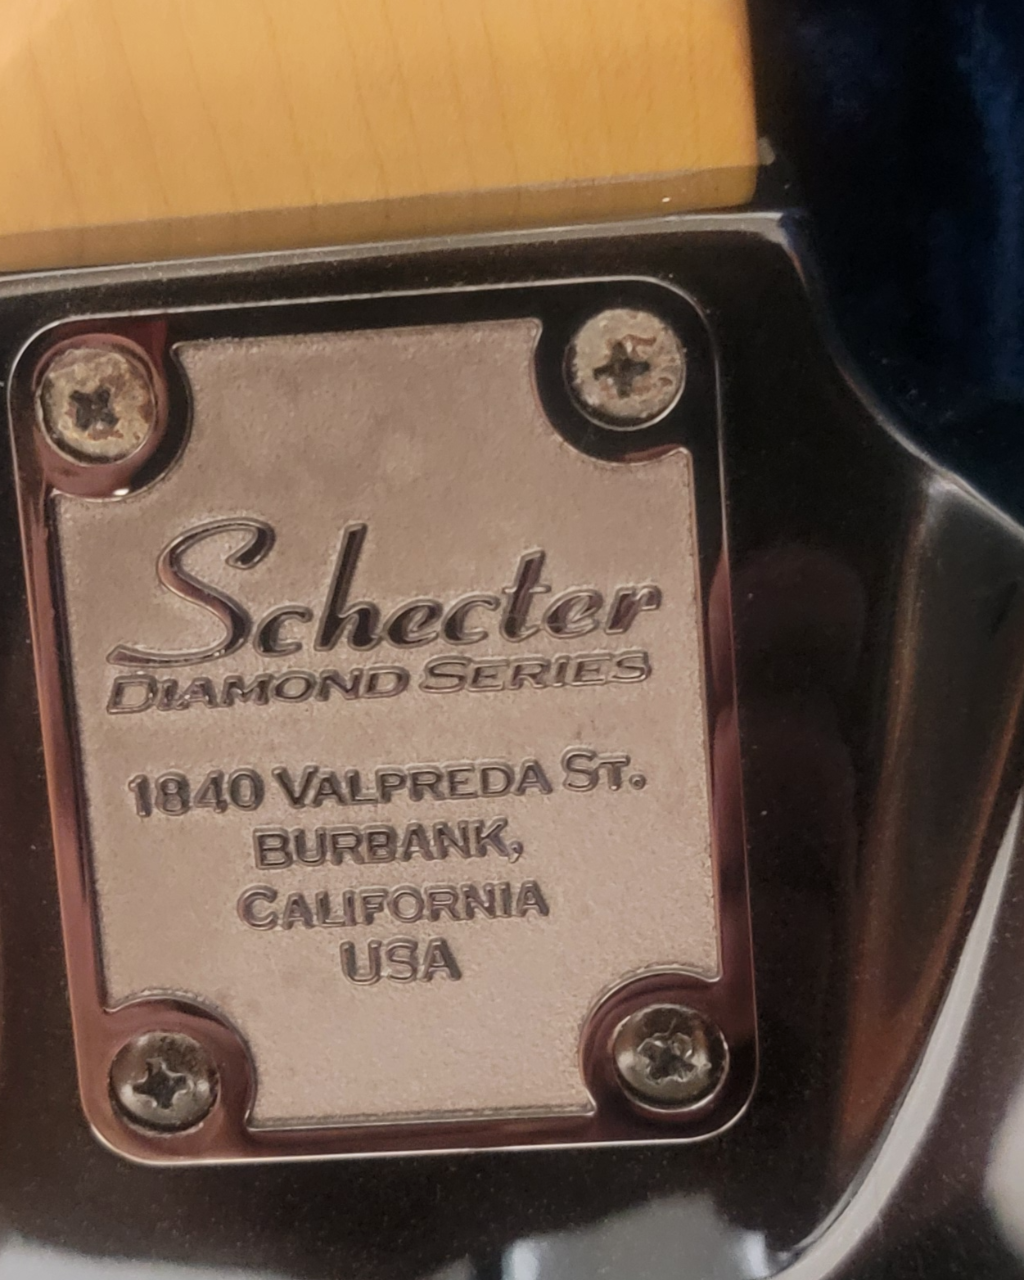 Schecter
DIAMOND SERIES
1840 VALPREDA ST.
BURBANK,
CALIFORNIA
USA